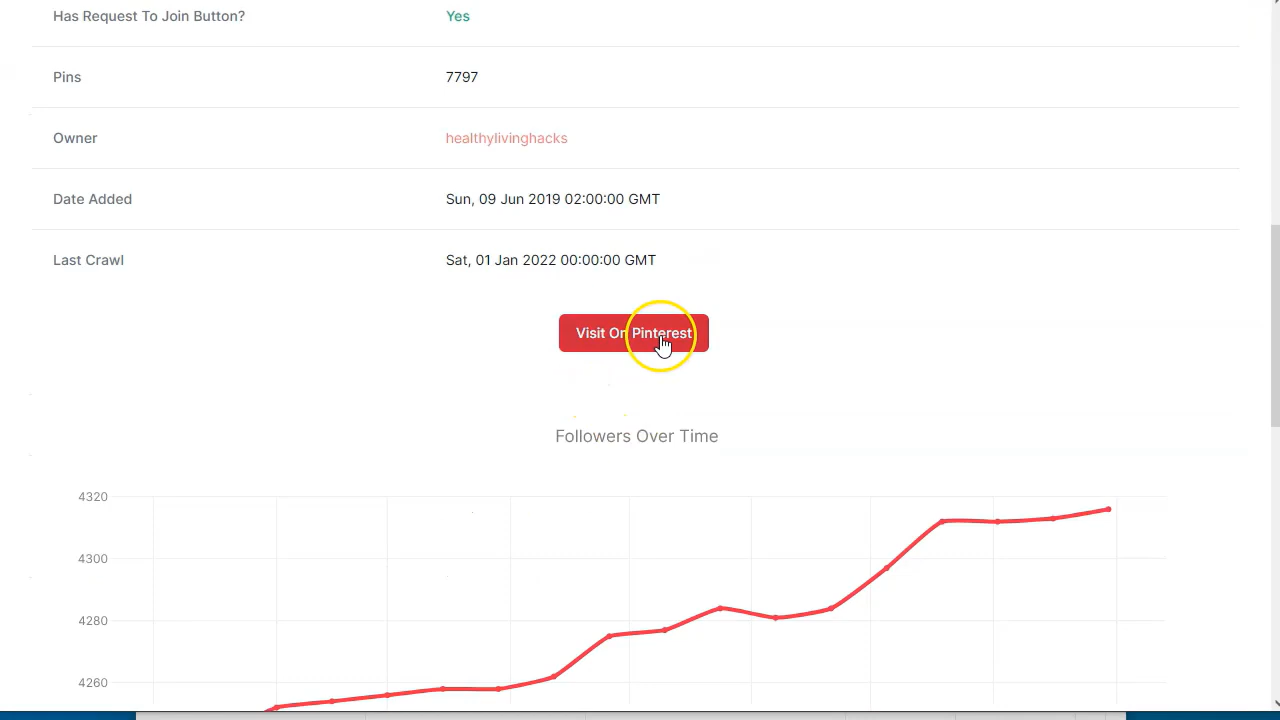 Has Request To Join Button? Yes
Pins 7797
Owner healthylivinghacks
Date Added Sun, 09 Jun 2019 02:00:00 GMT
Last Crawl Sat, 01 Jan 2022 00:00:00 GMT
Visit On Pinterest
Followers Over Time
4320
4300
4280
4260